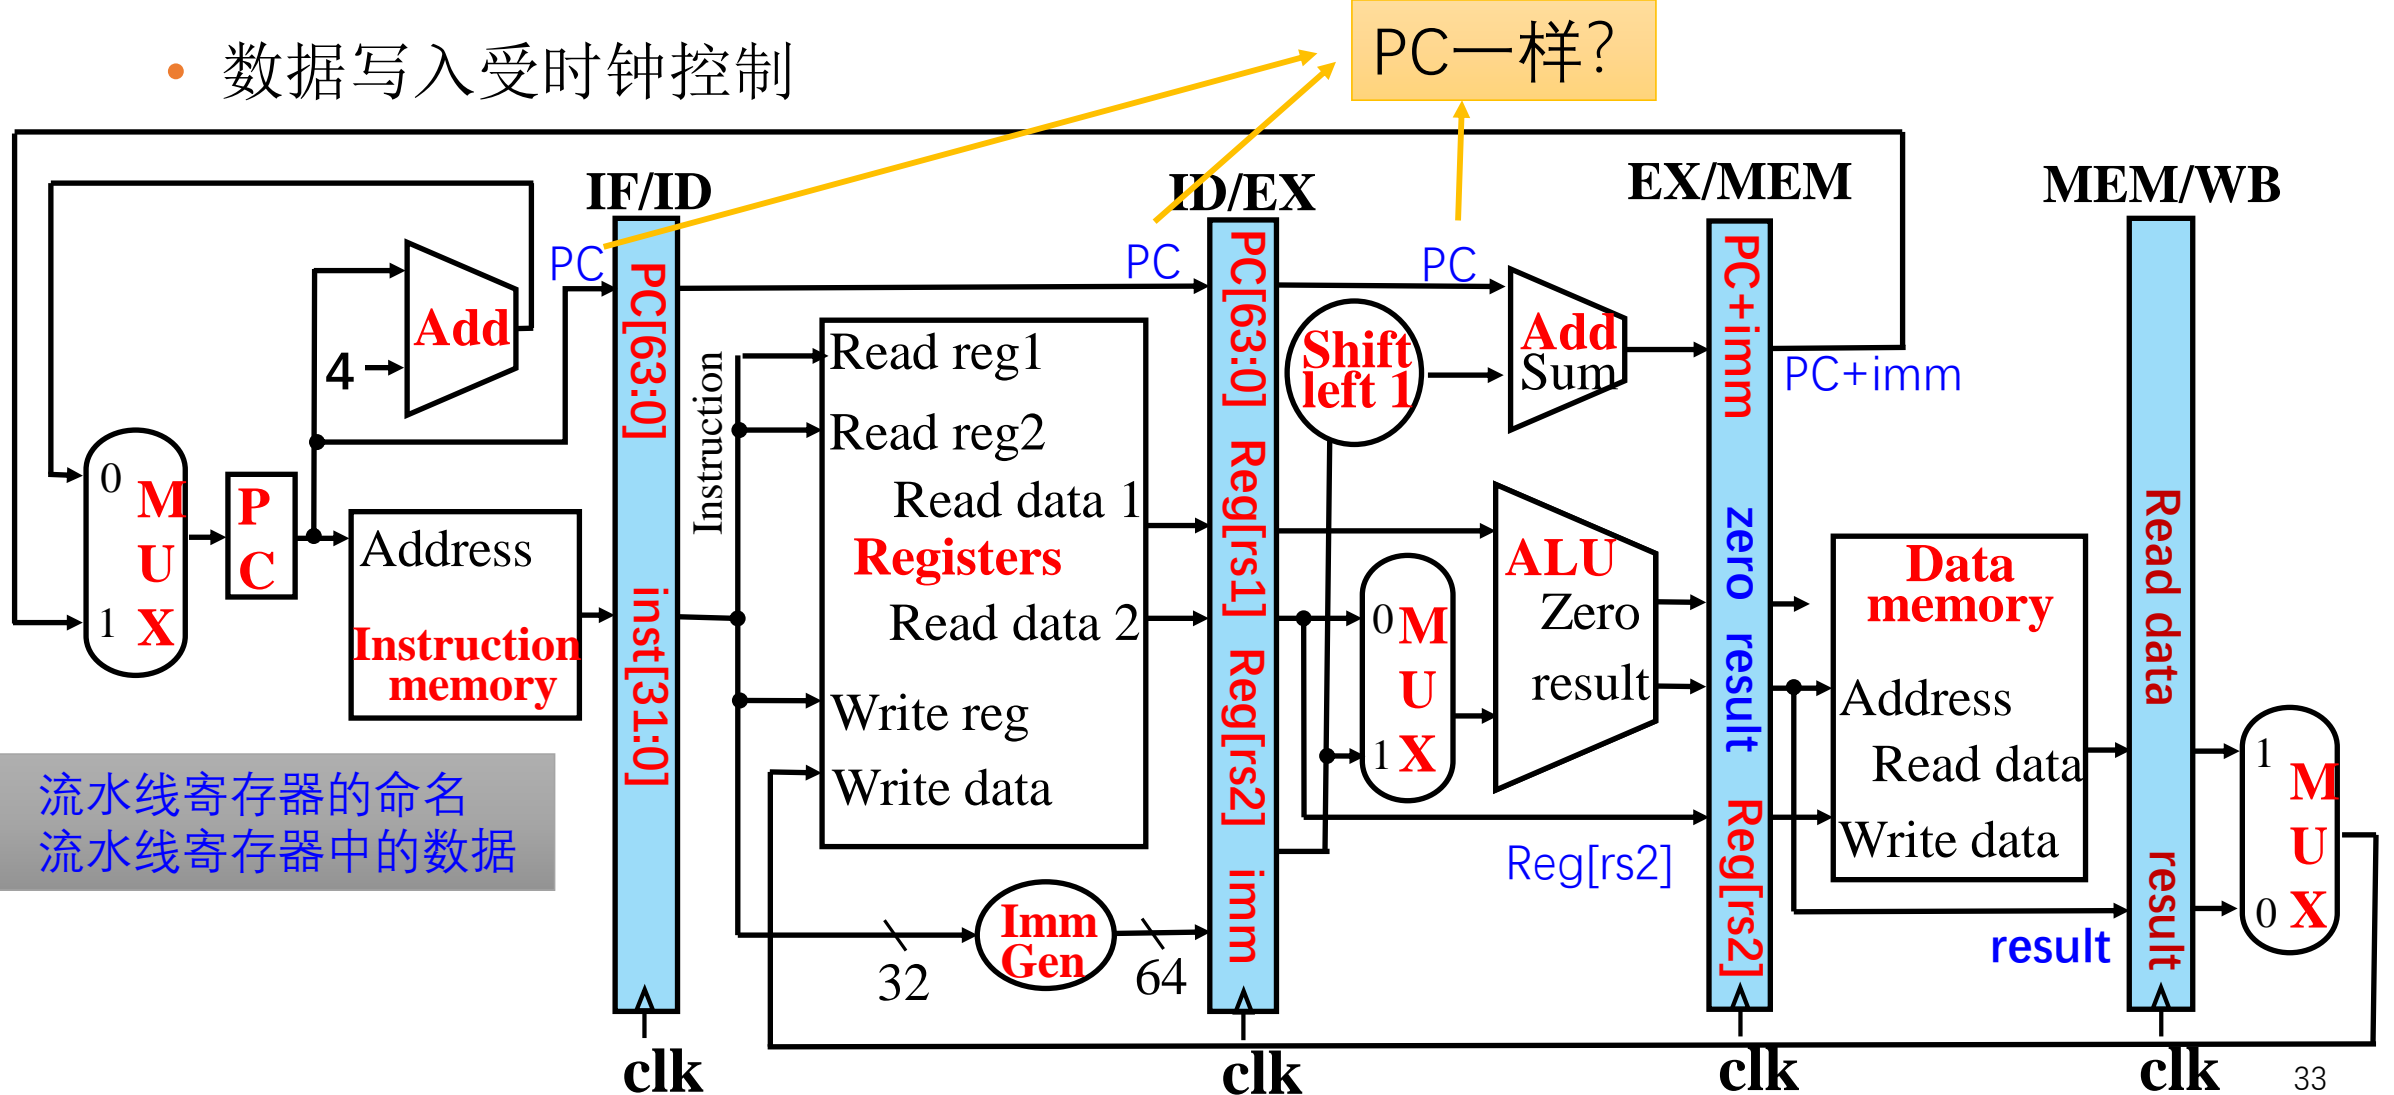 • 数据写入受时钟控制
PC一样?
IF/ID
ID/EX
EX/MEM
MEM/WB
PC
PC
PC
Add
4
0
M
U
X
1
P
C
Address
Instruction
memory
PC[63:0]
inst[31:0]
Instruction
Read reg1
Read reg2
Read data 1
Registers
Read data 2
Write reg
Write data
32
Imm
Gen
64
PC[63:0]
Reg[rs1]
Reg[rs2]
imm
Shift
left 1
Add
Sum
0
M
U
X
1
ALU
Zero
result
Reg[rs2]
PC+imm
zero
result
Reg[rs2]
PC+imm
Data
memory
Address
Read data
Write data
result
Read data
result
1
M
U
X
0
流水线寄存器的命名
流水线寄存器中的数据
clk
clk
clk
clk
33